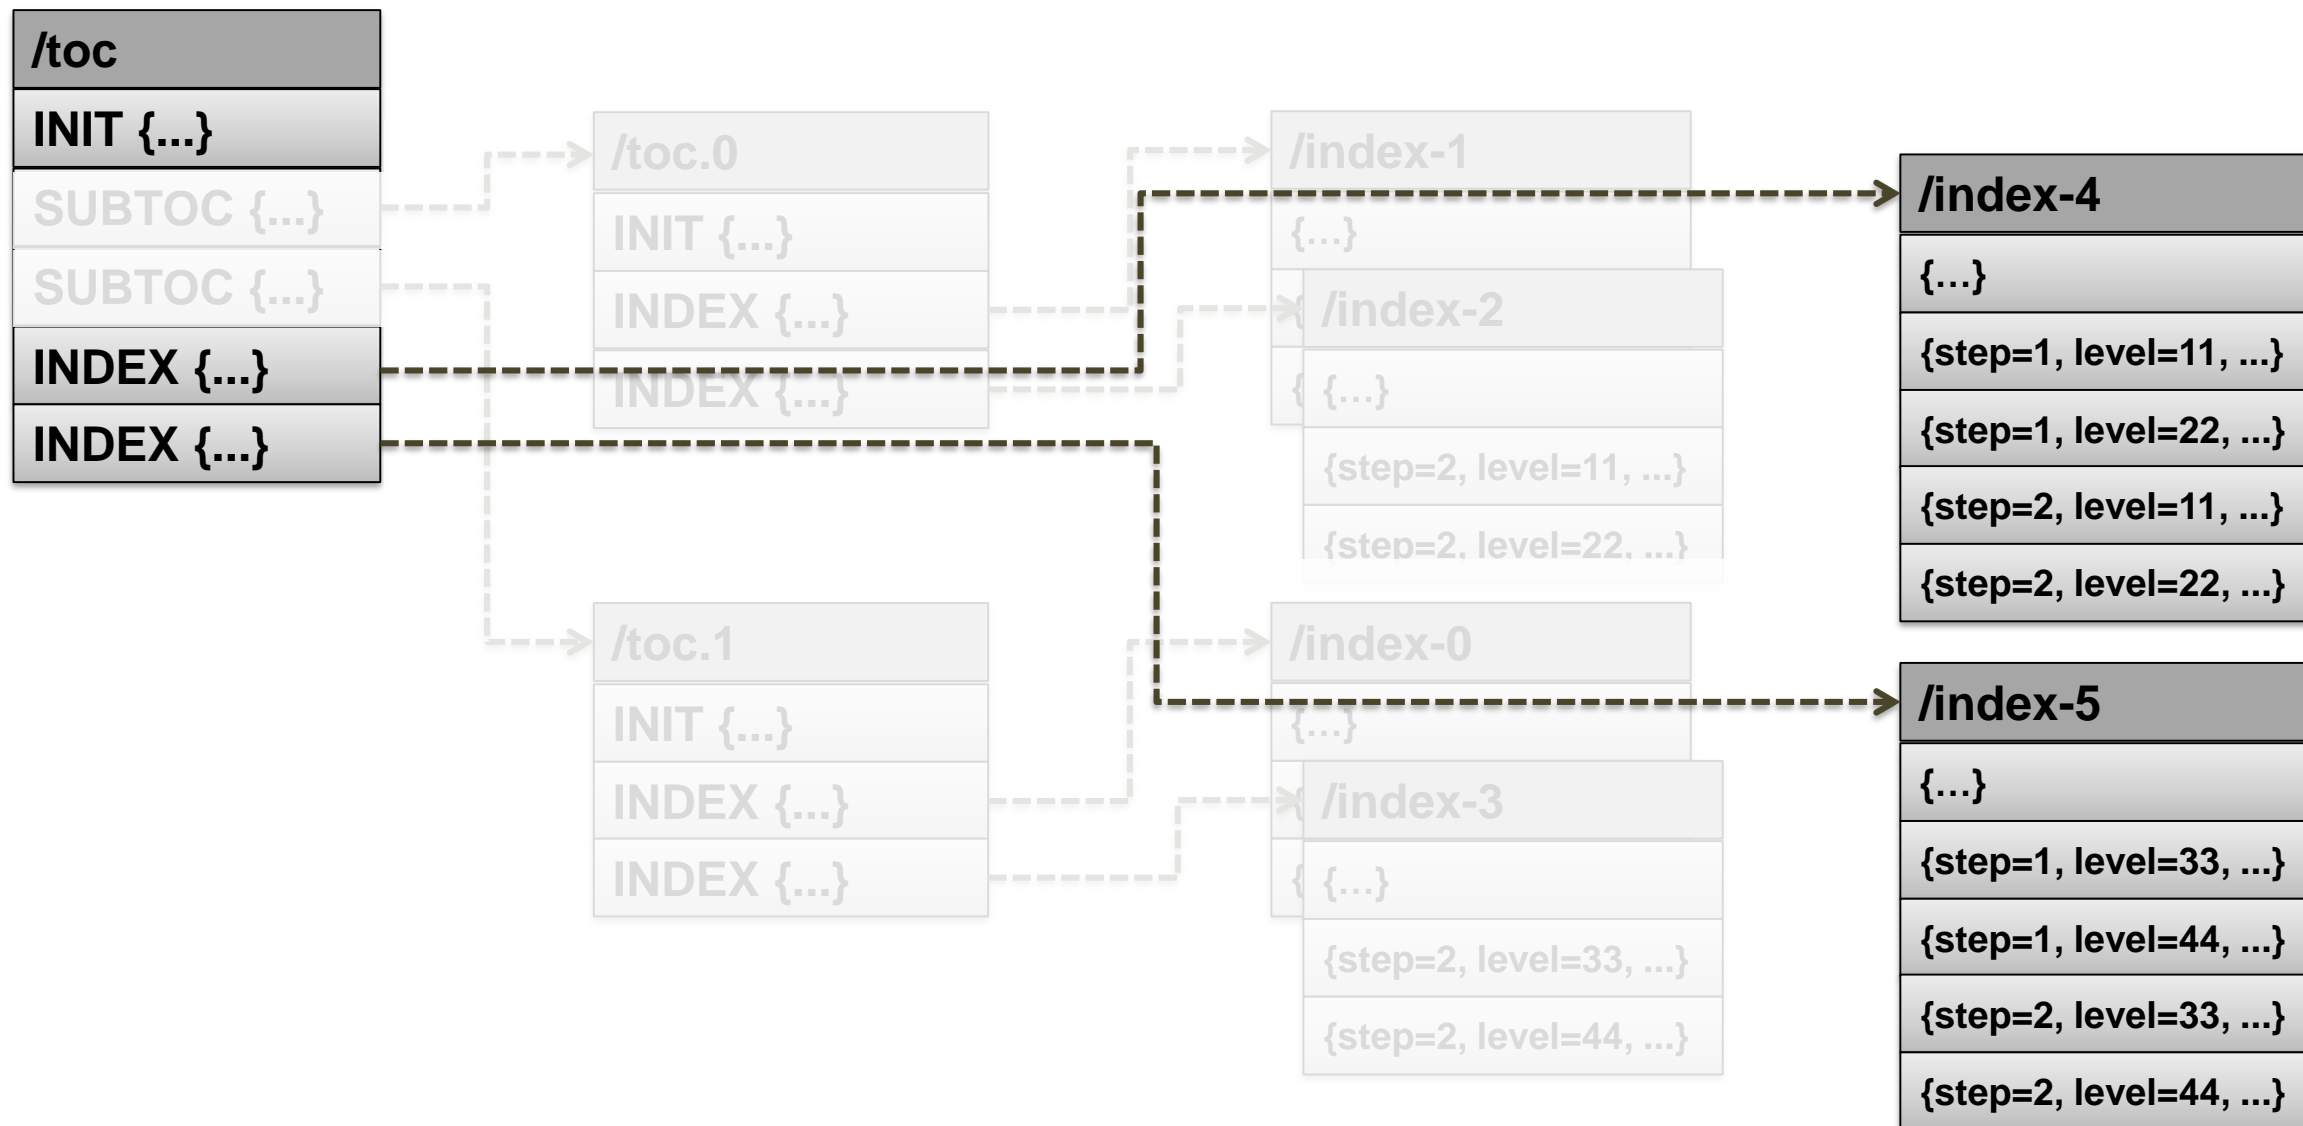 /toc
INIT {...}
SUBTOC {...}
SUBTOC {...}
INDEX {...}
INDEX {...}
/toc.0
INIT {...}
INDEX {...}
INDEX {...}
/toc.1
INIT {...}
INDEX {...}
INDEX {...}
/index-1
{...}
{
{
/index-2
{...}
{step=2, level=11, ...}
{step=2, level=22, ...}
/index-0
{...}
{
{
/index-3
{...}
{step=2, level=33, ...}
{step=2, level=44, ...}
/index-4
{...}
{step=1, level=11, ...}
{step=1, level=22, ...}
{step=2, level=11, ...}
{step=2, level=22, ...}
/index-5
{...}
{step=1, level=33, ...}
{step=1, level=44, ...}
{step=2, level=33, ...}
{step=2, level=44, ...}